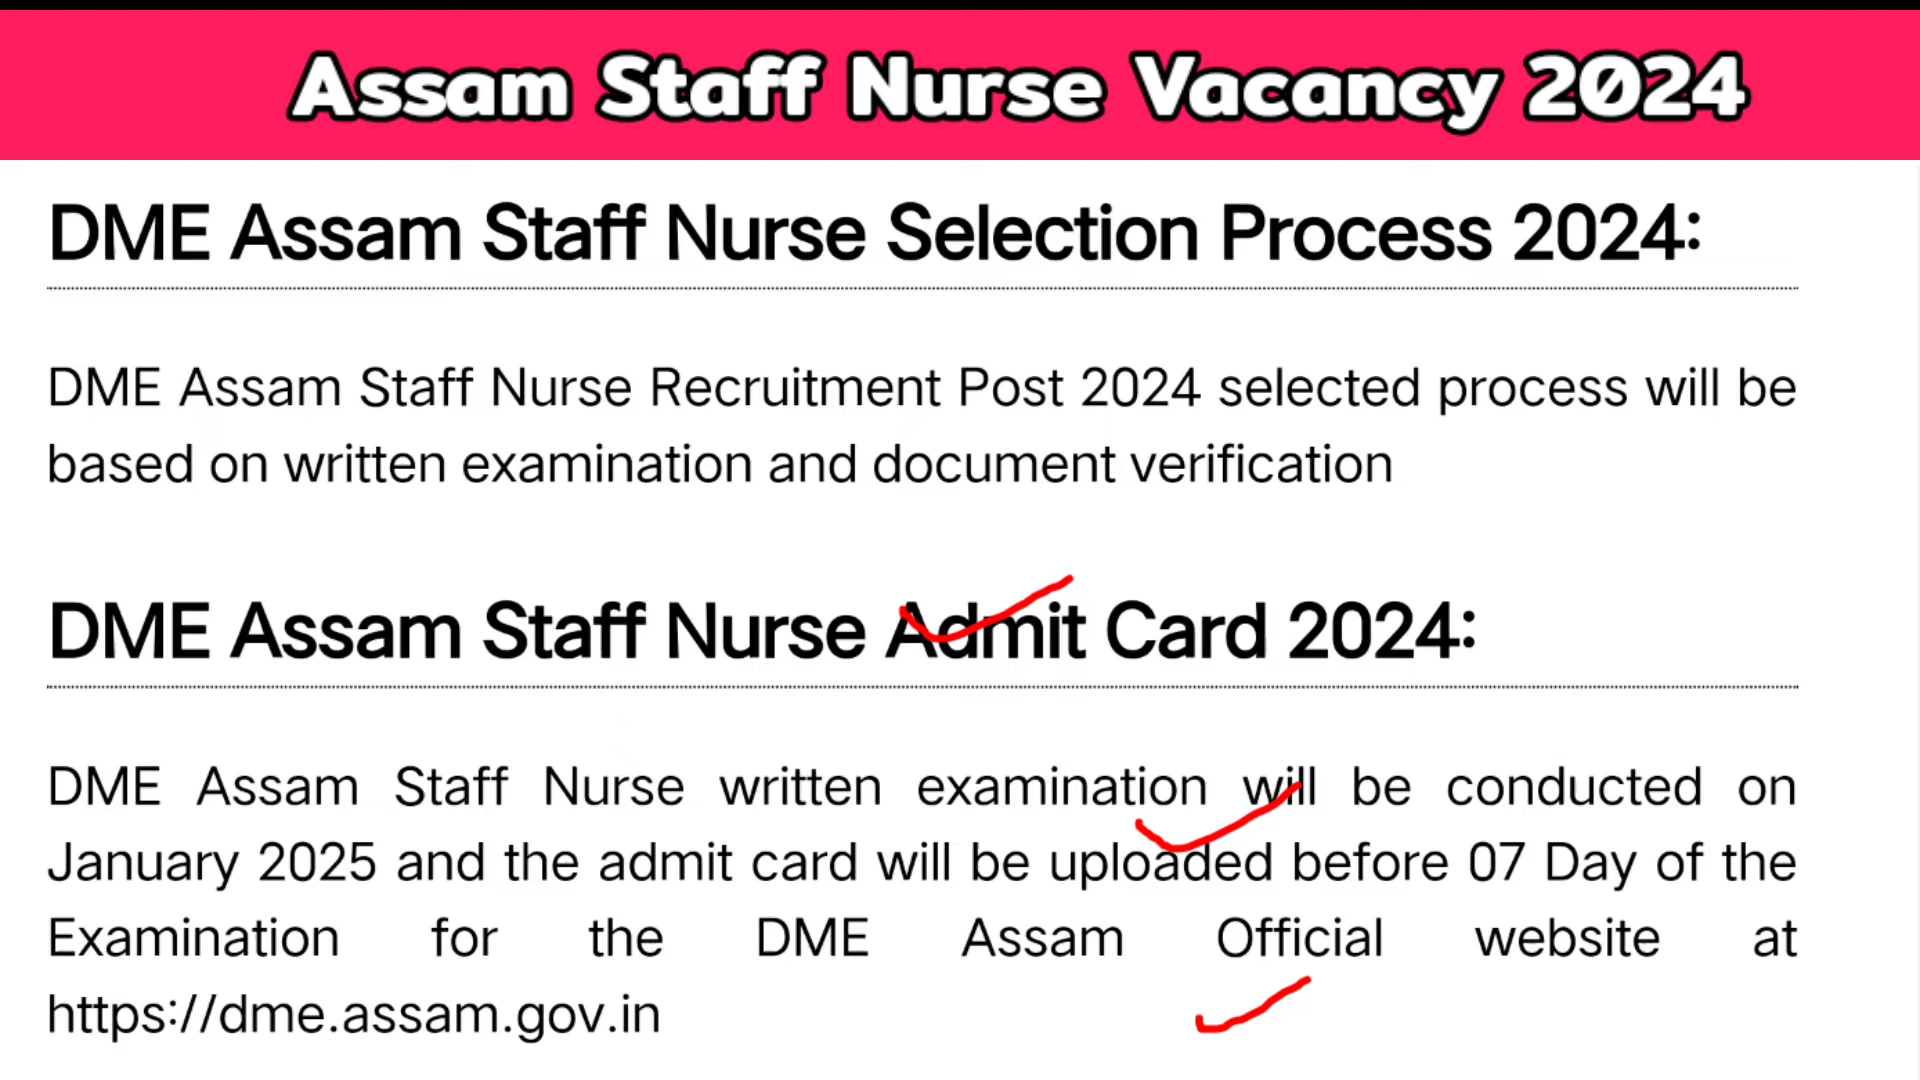 Assam Staff Nurse Vacancy 2024
DME Assam Staff Nurse Selection Process 2024:
DME Assam Staff Nurse Recruitment Post 2024 selected process will be
based on written examination and document verification
DME Assam Staff Nurse Admit Card 2024:
DME Assam Staff Nurse written examination will be conducted on
January 2025 and the admit card will be uploaded before 07 Day of the
Examination for the DME Assam Official website at
https://dme.assam.gov.in